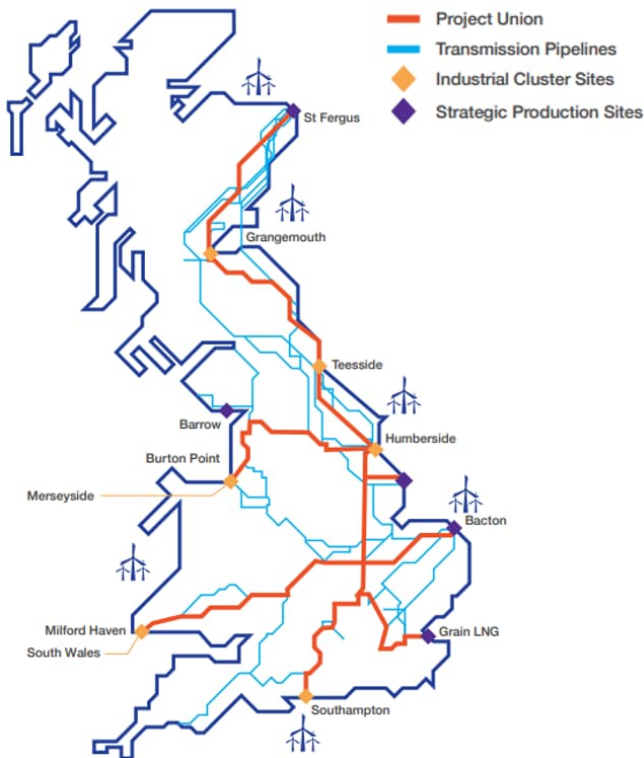 Project Union
Transmission Pipelines
Industrial Cluster Sites
Strategic Production Sites
St Fergus
Grangemouth
Teesside
Barrow
Humberside
Burton Point
Merseyside
Bacton
Milford Haven
South Wales
Grain LNG
Southampton